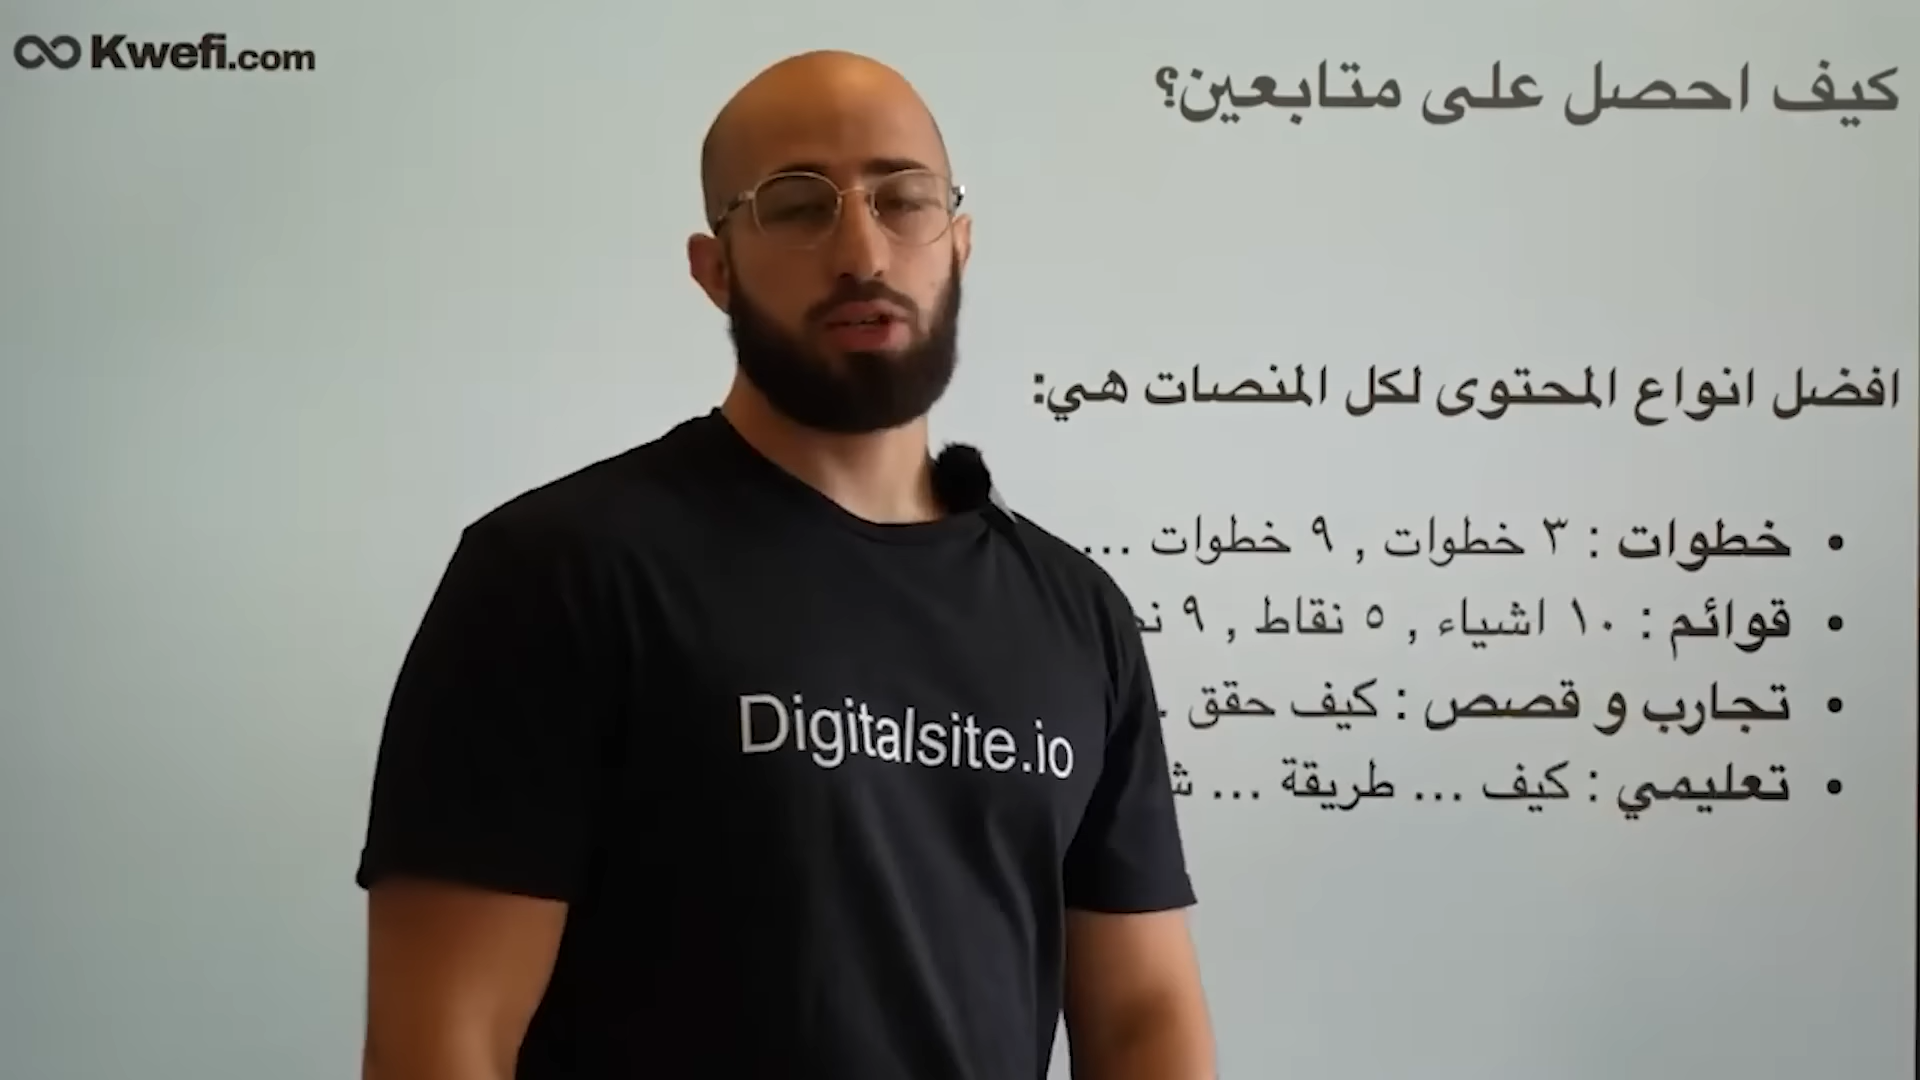 Kwefi.com
كيف احصل على متابعين؟
افضل انواع المحتوى لكل المنصات هي:
• خطوات : ٣ خطوات , ٩ خطوات ...
• قوائم : ١٠ اشياء , ٥ نقاط , ٩
• تجارب و قصص : كيف حقق
• تعليمي : كيف ... طريقة ...
Digitalsite.io